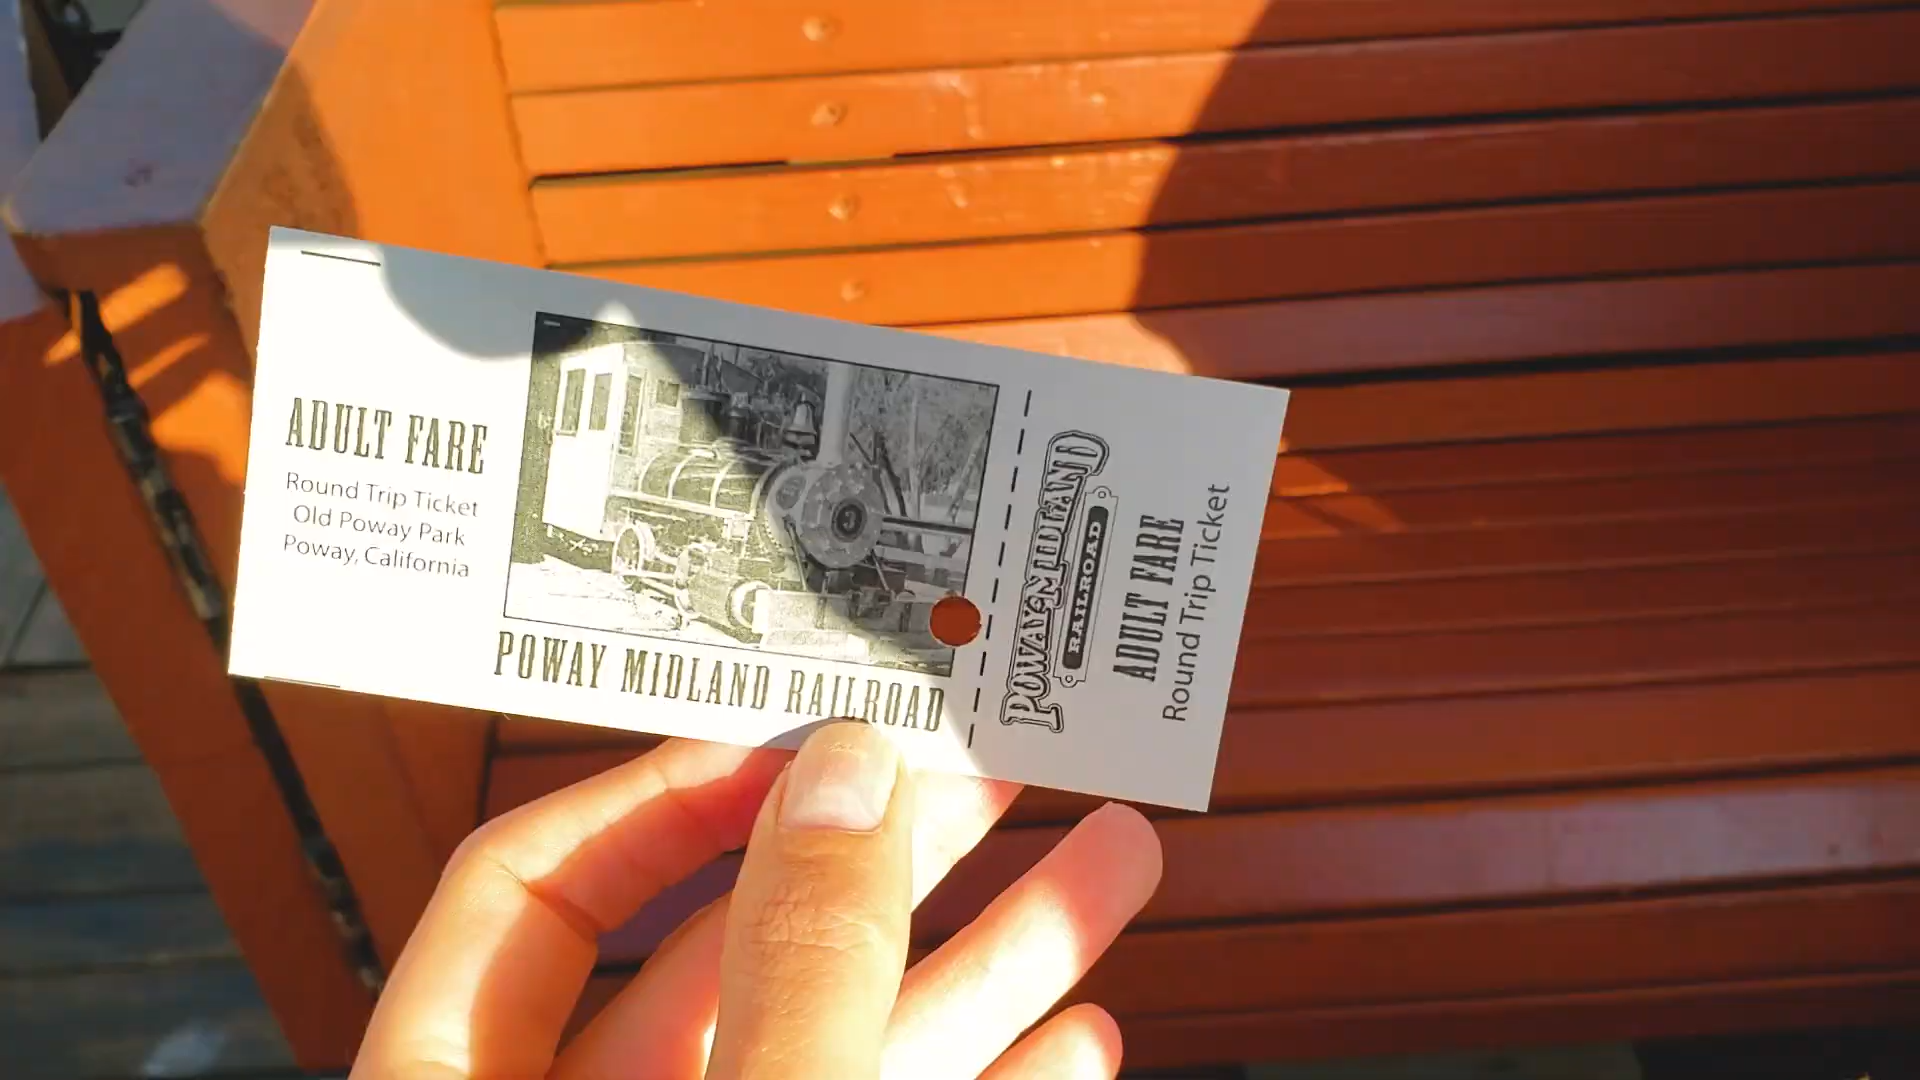 ADULT FARE
Round Trip Ticket
Old Poway Park
Poway, California
3
POWAY MIDLAND RAILROAD
POWAY-MIDLAND
RAILROAD
ADULT FARE
Round Trip Ticket